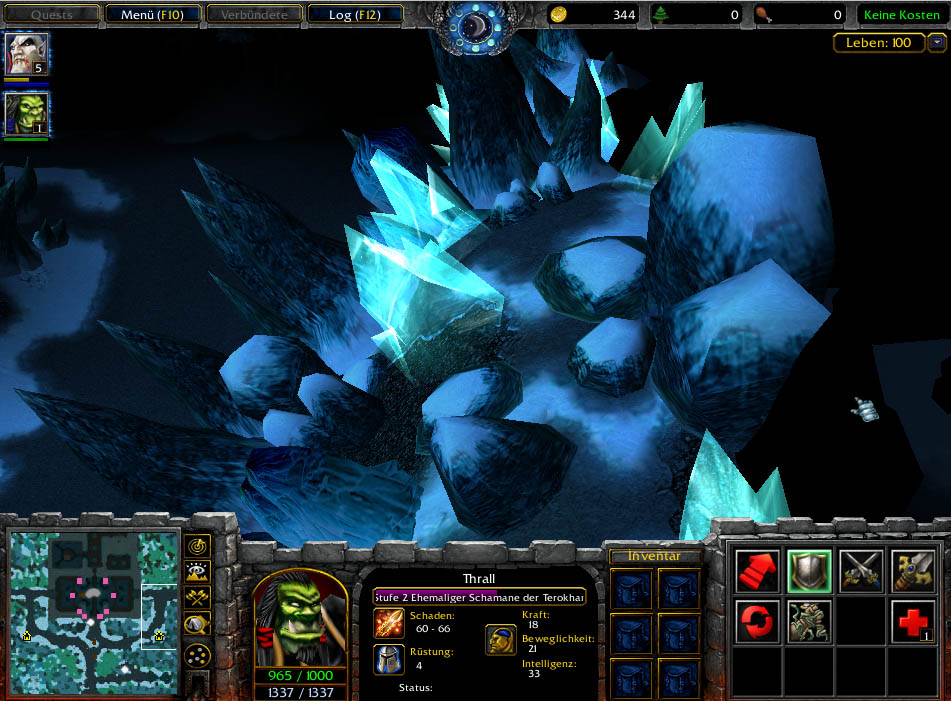 Quests Menü (F10) Verbündete Log (F12) 344 0 0 Keine Kosten
Leben: 100
5
1
Thrall
Stufe 2 Ehemaliger Schamane der Terokhar
Schaden:
60 - 66
Rüstung:
4
Status:
Kraft:
18
Beweglichkeit:
21
Intelligenz:
33
965 / 1000
1337 / 1337
Inventar
1